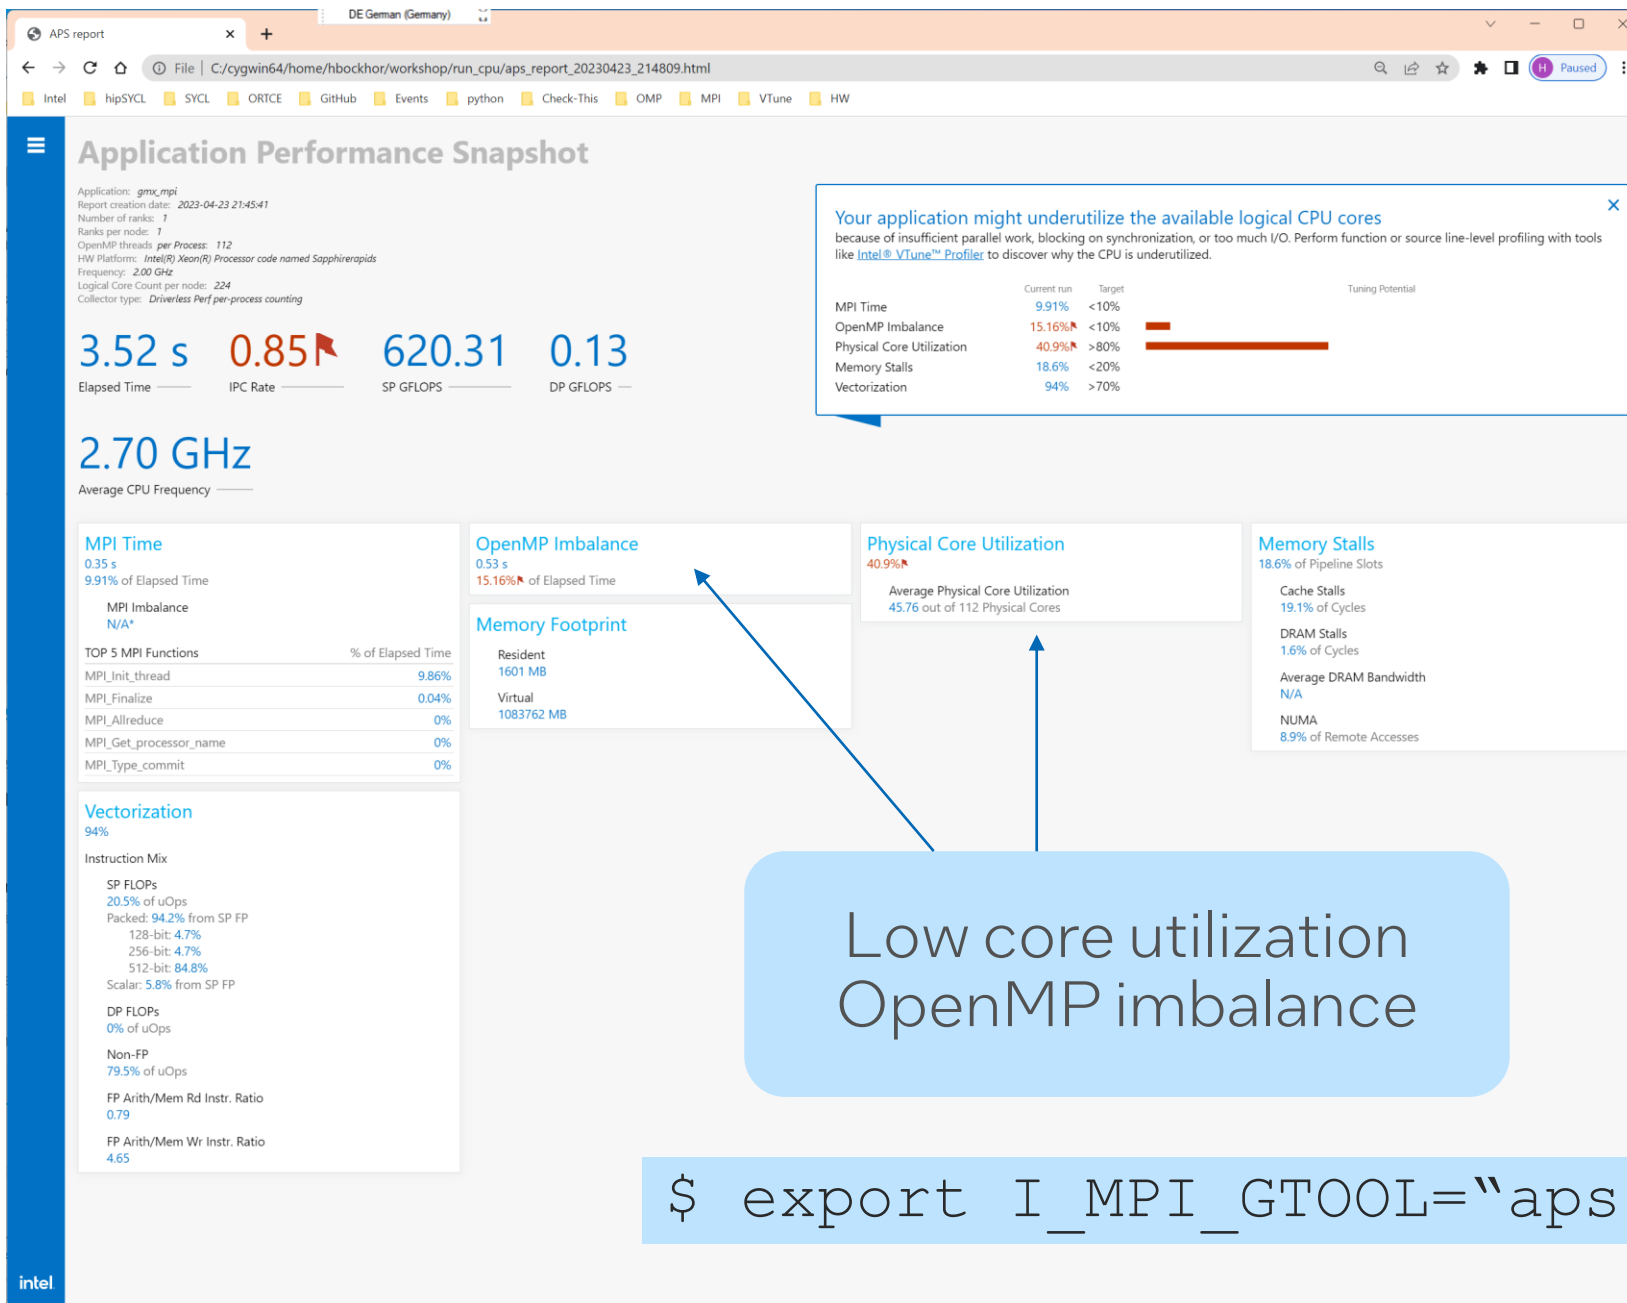 DE German (Germany)
APS report
File | C:/cygwin64/home/hbockhor/workshop/run_cpu/aps_report_20230423_214809.html
H Paused
Intel hipSYCL SYCL ORTCE GitHub Events python Check-This OMP MPI VTune HW
Application Performance Snapshot
Application: gmx_mpi
Report creation date: 2023-04-23 21:45:41
Number of ranks: 1
Ranks per node: 1
OpenMP threads per Process: 112
HW Platform: Intel(R) Xeon(R) Processor code named Sapphirerapids
Frequency: 2.00 GHz
Logical Core Count per node: 224
Collector type: Driverless Perf per-process counting
Your application might underutilize the available logical CPU cores
because of insufficient parallel work, blocking on synchronization, or too much I/O. Perform function or source line-level profiling with tools
like Intel® VTune™ Profiler to discover why the CPU is underutilized.
Current run Target Tuning Potential
MPI Time 9.91% <10%
OpenMP Imbalance 15.16% <10%
Physical Core Utilization 40.9% >80%
Memory Stalls 18.6% <20%
Vectorization 94% >70%
3.52 s 0.85 620.31 0.13
Elapsed Time IPC Rate SP GFLOPS DP GFLOPS
2.70 GHz
Average CPU Frequency
MPI Time
0.35 s
9.91% of Elapsed Time
MPI Imbalance
N/A*
TOP 5 MPI Functions % of Elapsed Time
MPI_Init_thread 9.86%
MPI_Finalize 0.04%
MPI_Allreduce 0%
MPI_Get_processor_name 0%
MPI_Type_commit 0%
OpenMP Imbalance
0.53 s
15.16% of Elapsed Time
Memory Footprint
Resident
1601 MB
Virtual
1083762 MB
Physical Core Utilization
40.9%
Average Physical Core Utilization
45.76 out of 112 Physical Cores
Memory Stalls
18.6% of Pipeline Slots
Cache Stalls
19.1% of Cycles
DRAM Stalls
1.6% of Cycles
Average DRAM Bandwidth
N/A
NUMA
8.9% of Remote Accesses
Vectorization
94%
Instruction Mix
SP FLOPs
20.5% of uOps
Packed: 94.2% from SP FP
128-bit: 4.7%
256-bit: 4.7%
512-bit: 84.8%
Scalar: 5.8% from SP FP
DP FLOPs
0% of uOps
Non-FP
79.5% of uOps
FP Arith/Mem Rd Instr. Ratio
0.79
FP Arith/Mem Wr Instr. Ratio
4.65
Low core utilization
OpenMP imbalance
$ export I_MPI_GTOOL=“aps
intel.